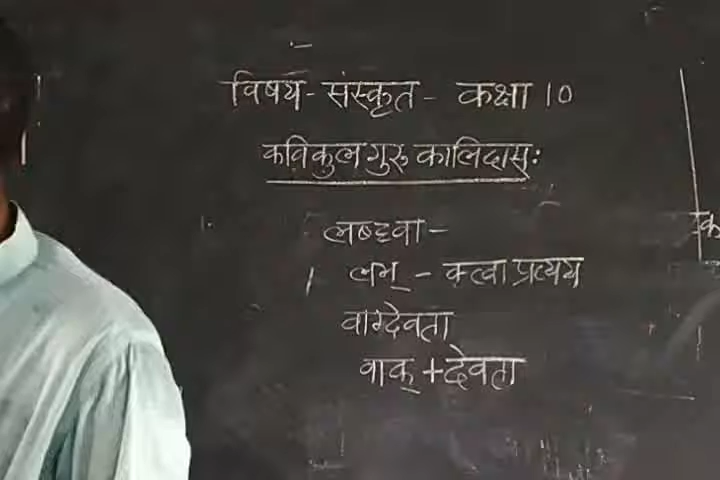 विषय - संस्कृत - कक्षा 10
कविकुलगुरु कालिदासः
लब्ध्वा -
लभ् - क्त्वा प्रत्यय
वाग्देवता
वाक् + देवता